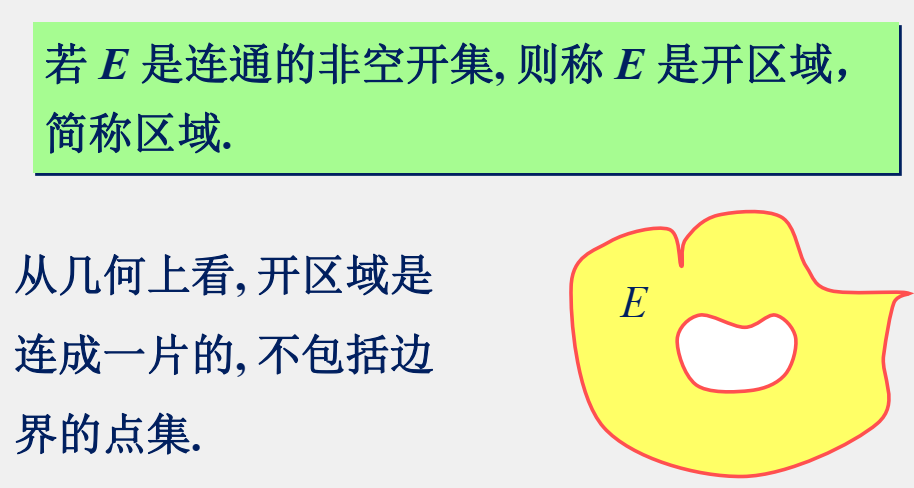 若 E 是连通的非空开集, 则称 E 是开区域，
简称区域.
从几何上看, 开区域是
连成一片的, 不包括边
界的点集.
E